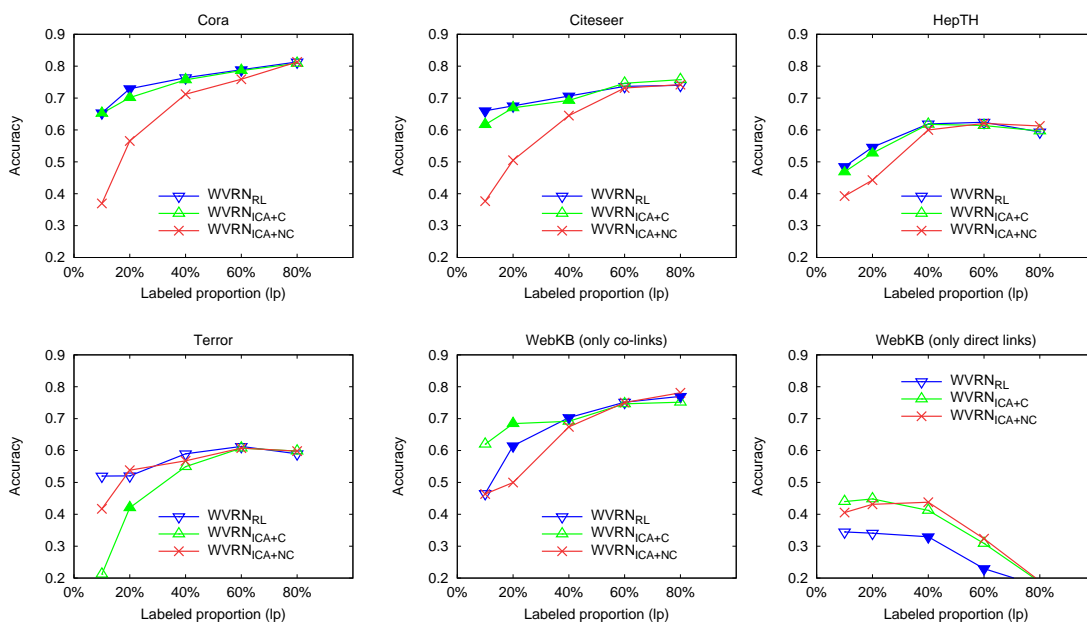 Cora
0.9
0.8
0.7
0.6
0.5
0.4
0.3
0.2
Accuracy
WVRN_RL
WVRN_ICA+C
WVRN_ICA+NC
0% 20% 40% 60% 80%
Labeled proportion (lp)
Citeseer
0.9
0.8
0.7
0.6
0.5
0.4
0.3
0.2
Accuracy
WVRN_RL
WVRN_ICA+C
WVRN_ICA+NC
0% 20% 40% 60% 80%
Labeled proportion (lp)
HepTH
0.9
0.8
0.7
0.6
0.5
0.4
0.3
0.2
Accuracy
WVRN_RL
WVRN_ICA+C
WVRN_ICA+NC
0% 20% 40% 60% 80%
Labeled proportion (lp)
Terror
0.9
0.8
0.7
0.6
0.5
0.4
0.3
0.2
Accuracy
WVRN_RL
WVRN_ICA+C
WVRN_ICA+NC
0% 20% 40% 60% 80%
Labeled proportion (lp)
WebKB (only co-links)
0.9
0.8
0.7
0.6
0.5
0.4
0.3
0.2
Accuracy
WVRN_RL
WVRN_ICA+C
WVRN_ICA+NC
0% 20% 40% 60% 80%
Labeled proportion (lp)
WebKB (only direct links)
0.9
0.8
0.7
0.6
0.5
0.4
0.3
0.2
Accuracy
WVRN_RL
WVRN_ICA+C
WVRN_ICA+NC
0% 20% 40% 60% 80%
Labeled proportion (lp)